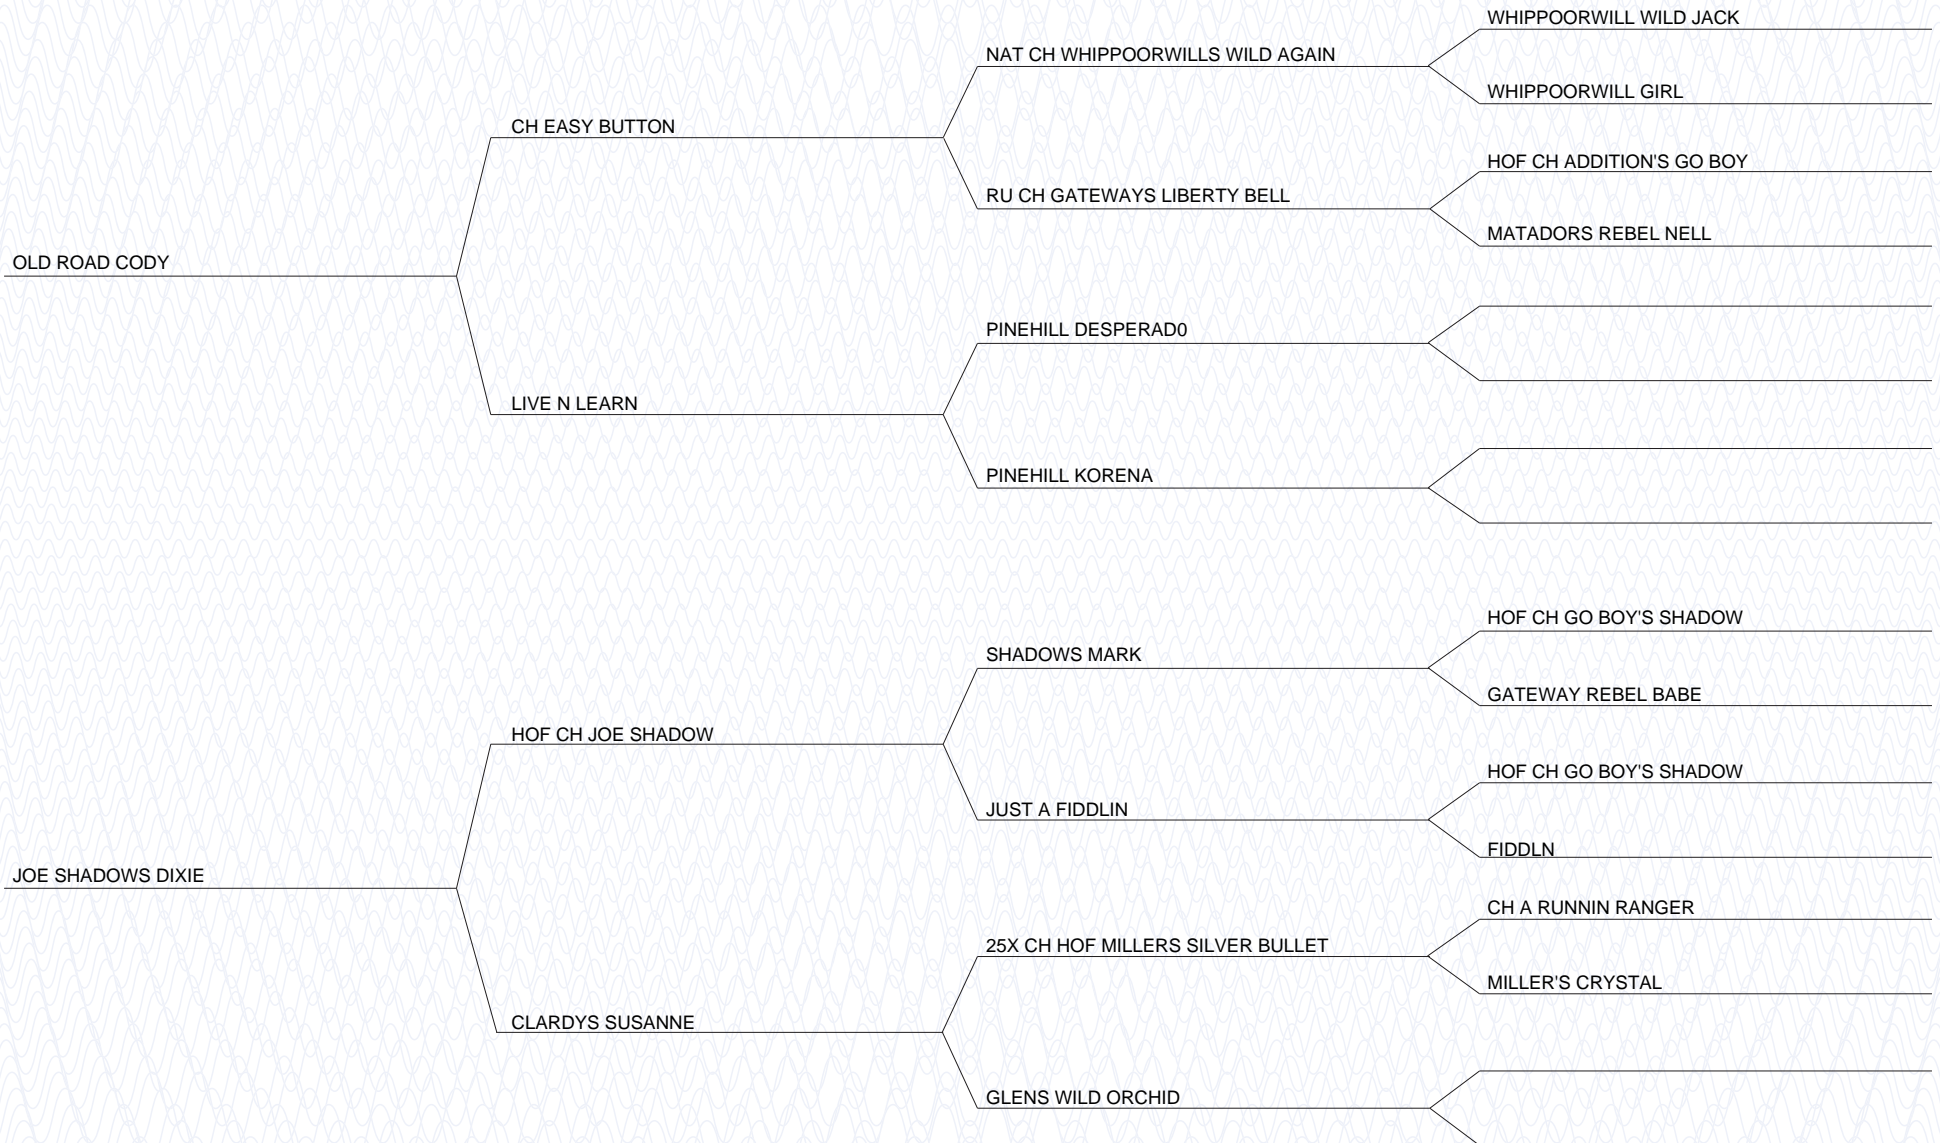 WHIPPOORWILL WILD JACK
NAT CH WHIPPOORWILLS WILD AGAIN
WHIPPOORWILL GIRL
CH EASY BUTTON
HOF CH ADDITION'S GO BOY
RU CH GATEWAYS LIBERTY BELL
MATADORS REBEL NELL
OLD ROAD CODY
PINEHILL DESPERAD0
LIVE N LEARN
PINEHILL KORENA
HOF CH GO BOY'S SHADOW
SHADOWS MARK
GATEWAY REBEL BABE
HOF CH JOE SHADOW
HOF CH GO BOY'S SHADOW
JUST A FIDDLIN
FIDDLN
JOE SHADOWS DIXIE
CH A RUNNIN RANGER
25X CH HOF MILLERS SILVER BULLET
MILLER'S CRYSTAL
CLARDYS SUSANNE
GLENS WILD ORCHID